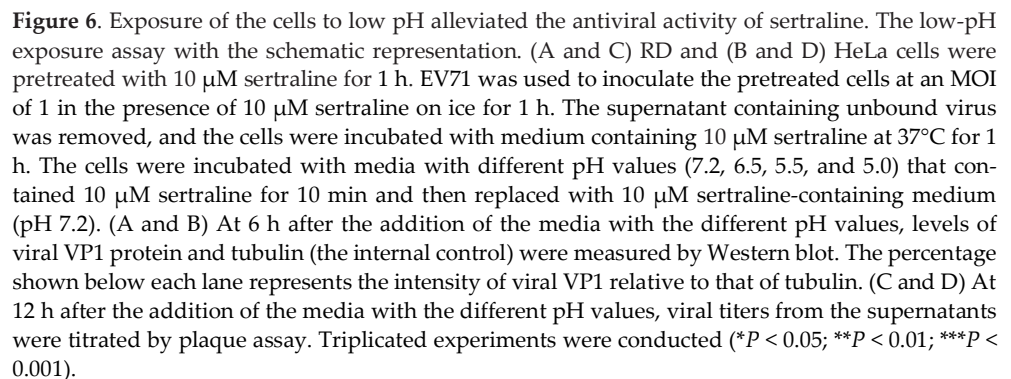 Figure 6. Exposure of the cells to low pH alleviated the antiviral activity of sertraline. The low-pH
exposure assay with the schematic representation. (A and C) RD and (B and D) HeLa cells were
pretreated with 10 μM sertraline for 1 h. EV71 was used to inoculate the pretreated cells at an MOI
of 1 in the presence of 10 μM sertraline on ice for 1 h. The supernatant containing unbound virus
was removed, and the cells were incubated with medium containing 10 μM sertraline at 37°C for 1
h. The cells were incubated with media with different pH values (7.2, 6.5, 5.5, and 5.0) that con-
tained 10 μM sertraline for 10 min and then replaced with 10 μM sertraline-containing medium
(pH 7.2). (A and B) At 6 h after the addition of the media with the different pH values, levels of
viral VP1 protein and tubulin (the internal control) were measured by Western blot. The percentage
shown below each lane represents the intensity of viral VP1 relative to that of tubulin. (C and D) At
12 h after the addition of the media with the different pH values, viral titers from the supernatants
were titrated by plaque assay. Triplicated experiments were conducted (*P < 0.05; **P < 0.01; ***P <
0.001).